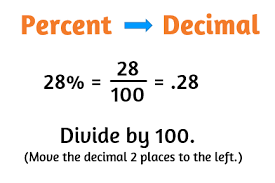 Percent → Decimal
28% = 28/100 = .28
Divide by 100.
(Move the decimal 2 places to the left.)